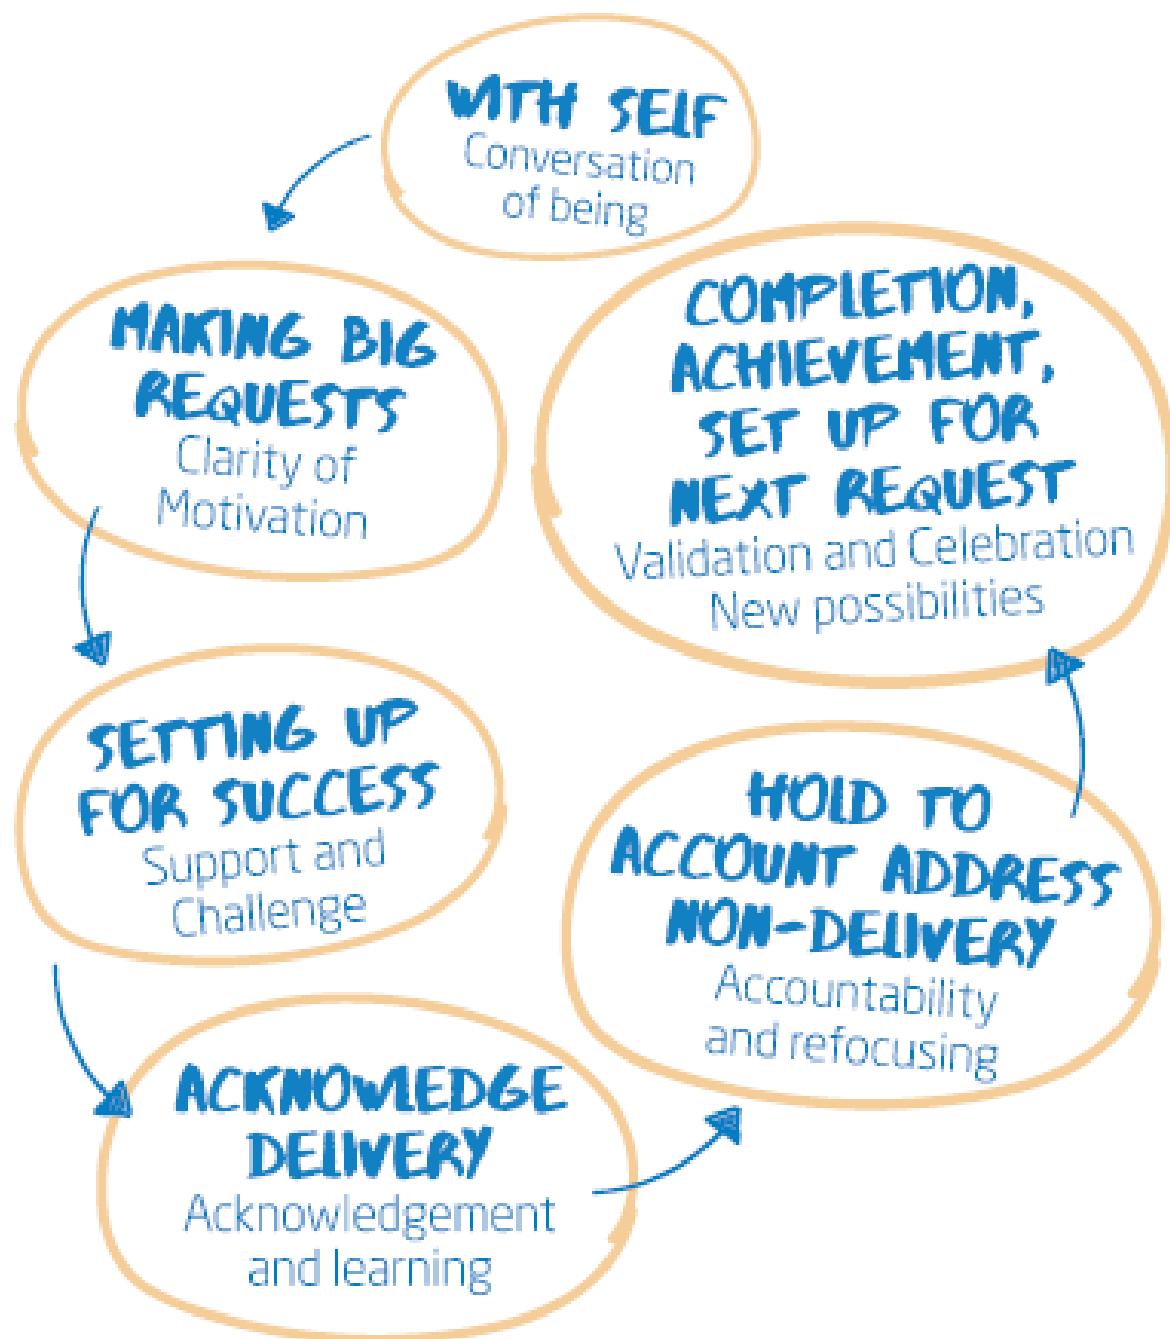 WITH SELF
Conversation
of being
MAKING BIG
REQUESTS
Clarity of
Motivation
SETTING UP
FOR SUCCESS
Support and
Challenge
ACKNOWLEDGE
DELIVERY
Acknowledgement
and learning
HOLD TO
ACCOUNT ADDRESS
NON-DELIVERY
Accountability
and refocusing
COMPLETION,
ACHIEVEMENT,
SET UP FOR
NEXT REQUEST
Validation and Celebration
New possibilities